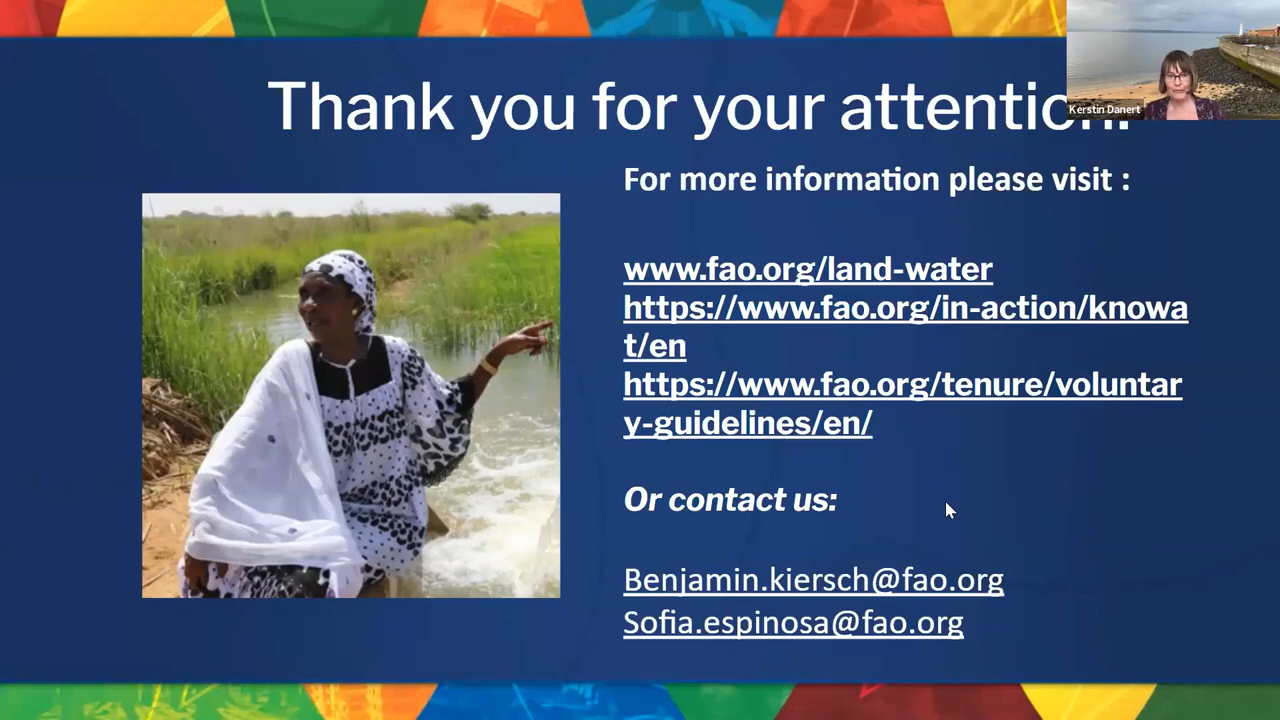 Thank you for your attention!
Kerstin Danert
For more information please visit :
www.fao.org/land-water
https://www.fao.org/in-action/knowa
t/en
https://www.fao.org/tenure/voluntar
y-guidelines/en/
Or contact us:
Benjamin.kiersch@fao.org
Sofia.espinosa@fao.org